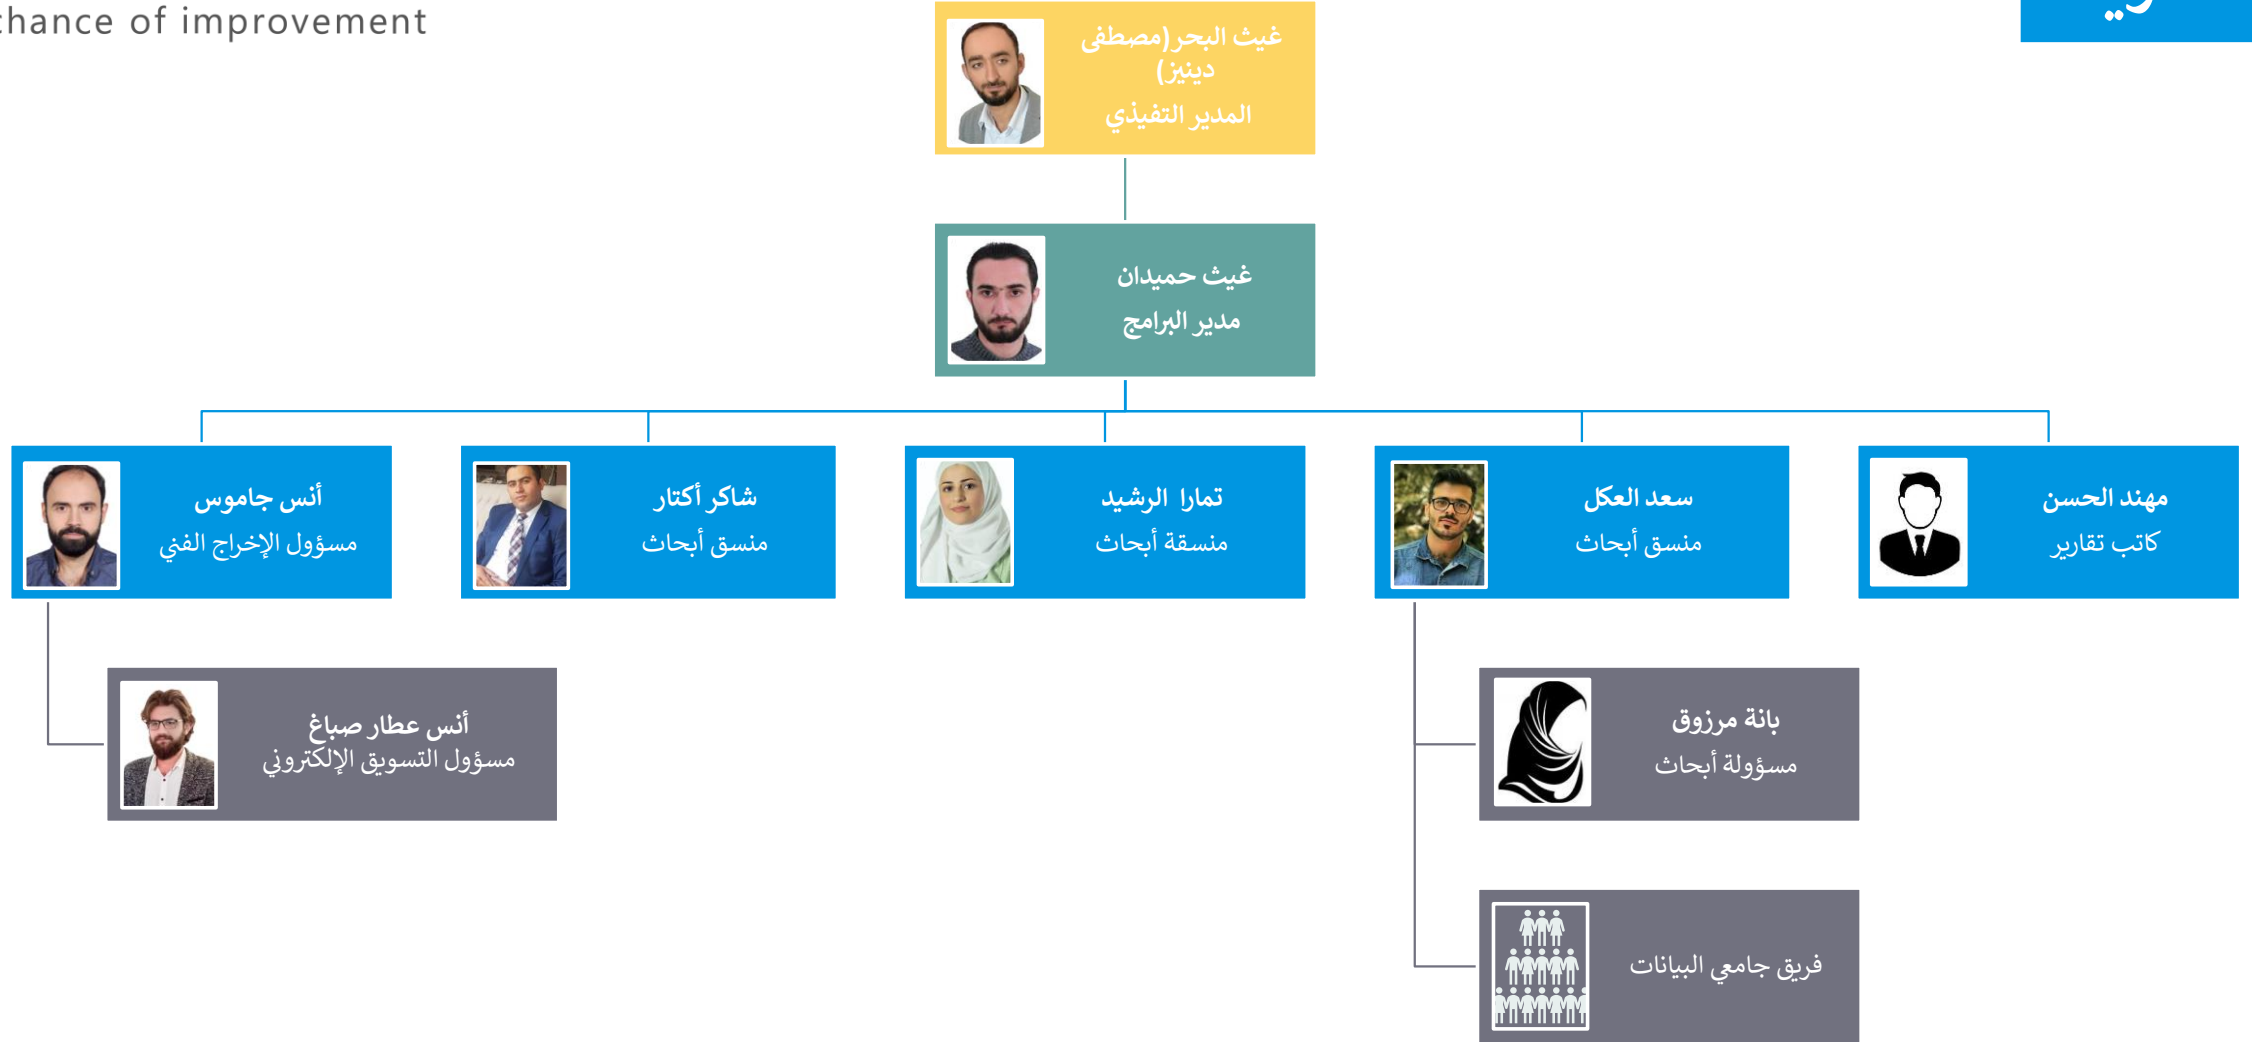 chance of improvement
غيث البحر(مصطفى
دينيز)
المدير التفيذي
غيث حميدان
مدير البرامج
مهند الحسن
كاتب تقارير
سعد العكل
منسق أبحاث
تمارا الرشيد
منسقة أبحاث
شاكر أكتار
منسق أبحاث
أنس جاموس
مسؤول الإخراج الفني
بانة مرزوق
مسؤولة أبحاث
أنس عطار صباغ
مسؤول التسويق الإلكتروني
فريق جامعي البيانات